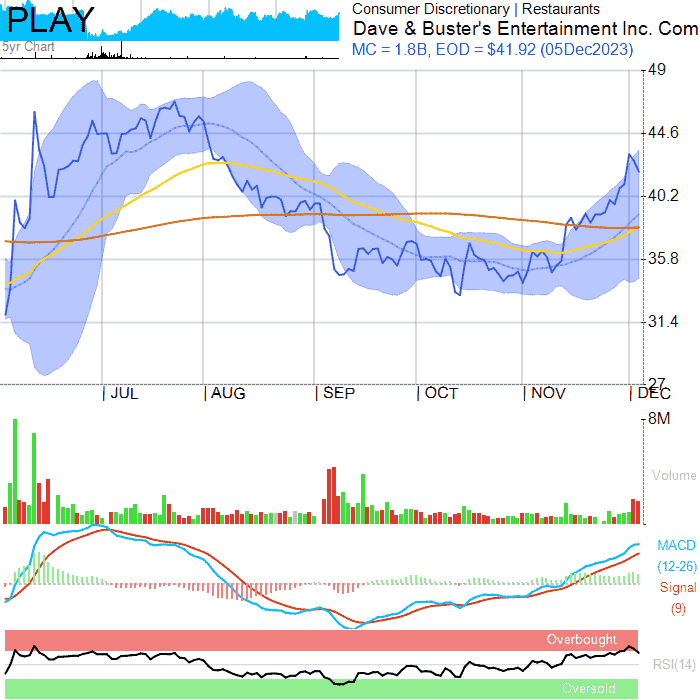 PLAY
5yr Chart
Consumer Discretionary | Restaurants
Dave & Buster's Entertainment Inc. Com
MC = 1.8B, EOD = $41.92 (05Dec2023)
49
44.6
40.2
35.8
31.4
27
JUL
AUG
SEP
OCT
NOV
DEC
8M
Volume
MACD
(12-26)
Signal
(9)
Overbought
RSI(14)
Oversold